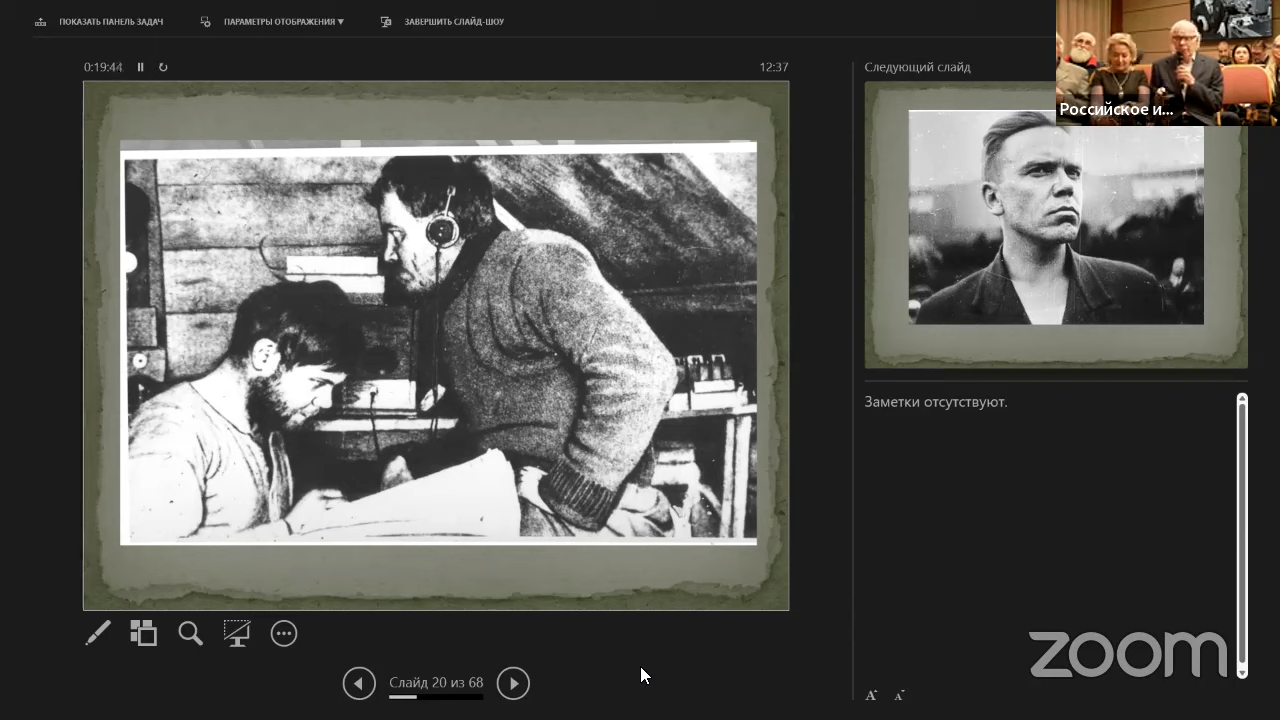 ПОКАЗАТЬ ПАНЕЛЬ ЗАДАЧ
ПАРАМЕТРЫ ОТОБРАЖЕНИЯ ▼
ЗАВЕРШИТЬ СЛАЙД-ШОУ
0:19:44
12:37
Следующий слайд
Российское и...
Заметки отсутствуют.
Слайд 20 из 68
zoom
A A